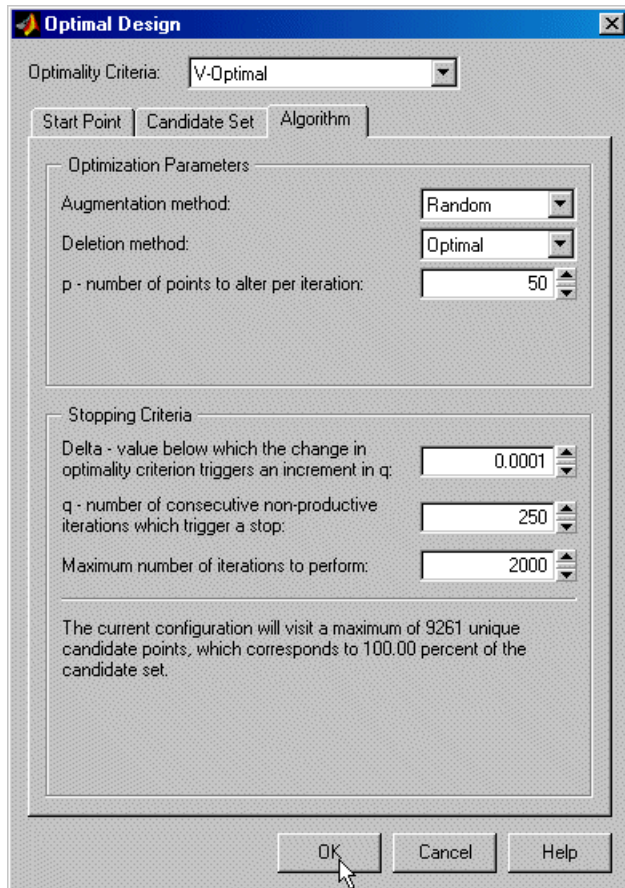 Optimal Design
Optimality Criteria: V-Optimal
Start Point Candidate Set Algorithm
Optimization Parameters
Augmentation method: Random
Deletion method: Optimal
p - number of points to alter per iteration: 50
Stopping Criteria
Delta - value below which the change in
optimality criterion triggers an increment in q: 0.0001
q - number of consecutive non-productive
iterations which trigger a stop: 250
Maximum number of iterations to perform: 2000
The current configuration will visit a maximum of 9261 unique
candidate points, which corresponds to 100.00 percent of the
candidate set.
OK Cancel Help